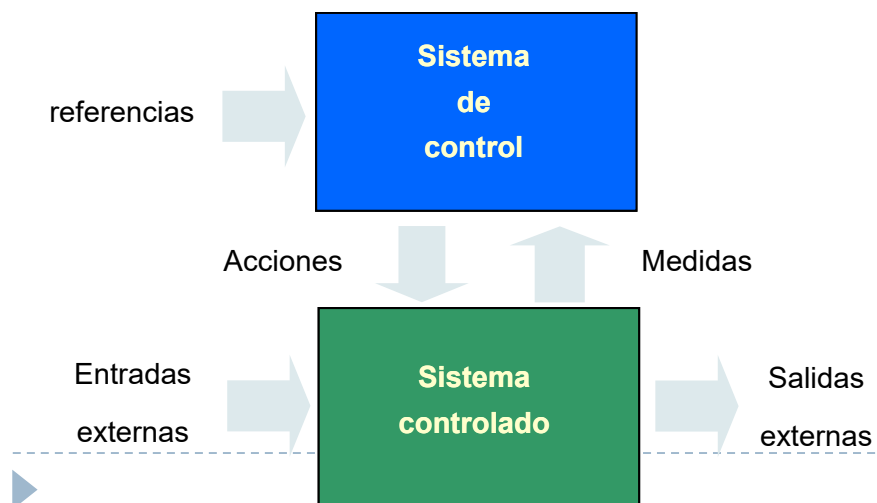 Sistema
de
control
referencias
Acciones
Medidas
Entradas
externas
Sistema
controlado
Salidas
externas